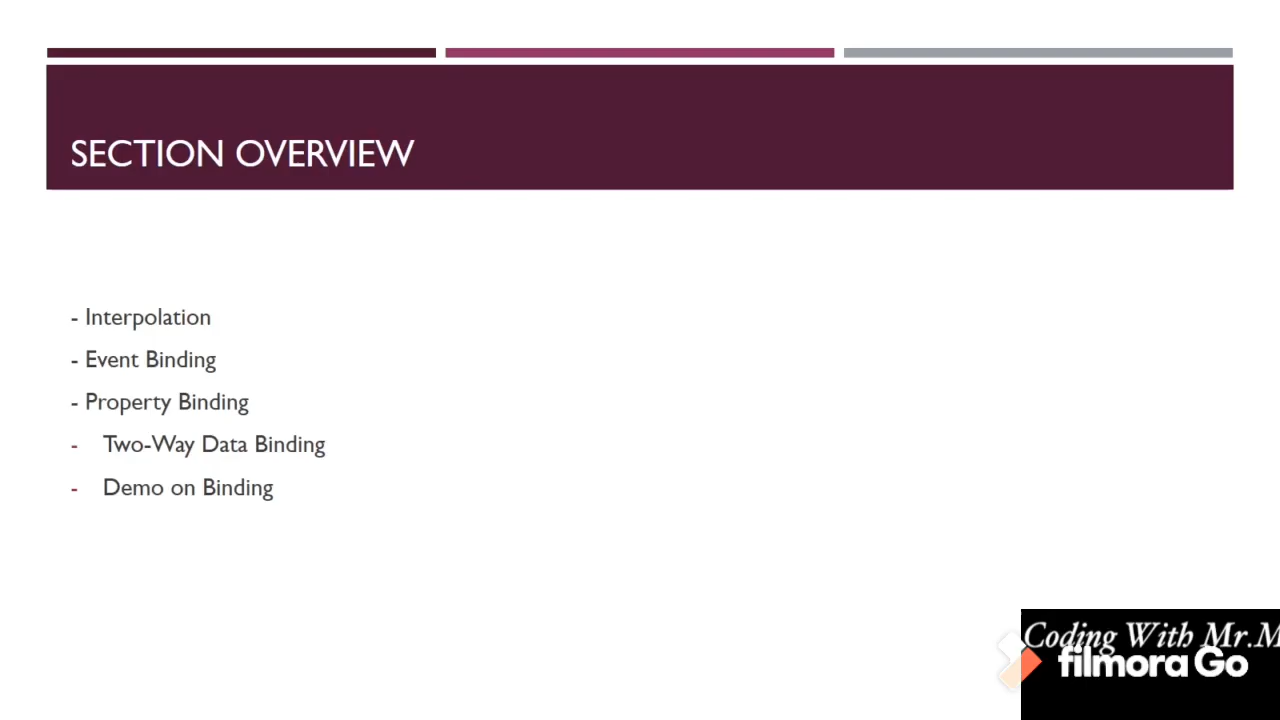 SECTION OVERVIEW
- Interpolation
- Event Binding
- Property Binding
- Two-Way Data Binding
- Demo on Binding
Coding With Mr.M
filmora Go